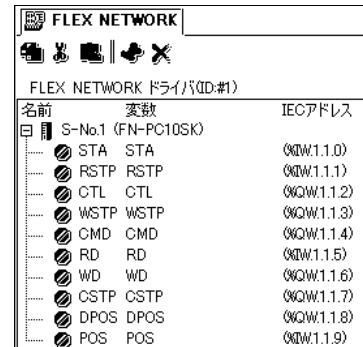 FLEX NETWORK
FLEX NETWORK ドライバ(ID:#1)
名前 変数 IECアドレス
S-No.1 (FN-PC10SK)
STA STA (%IW.1.1.0)
RSTP RSTP (%IW.1.1.1)
CTL CTL (%QW.1.1.2)
WSTP WSTP (%QW.1.1.3)
CMD CMD (%QW.1.1.4)
RD RD (%IW.1.1.5)
WD WD (%QW.1.1.6)
CSTP CSTP (%QW.1.1.7)
DPOS DPOS (%QW.1.1.8)
POS POS (%IW.1.1.9)